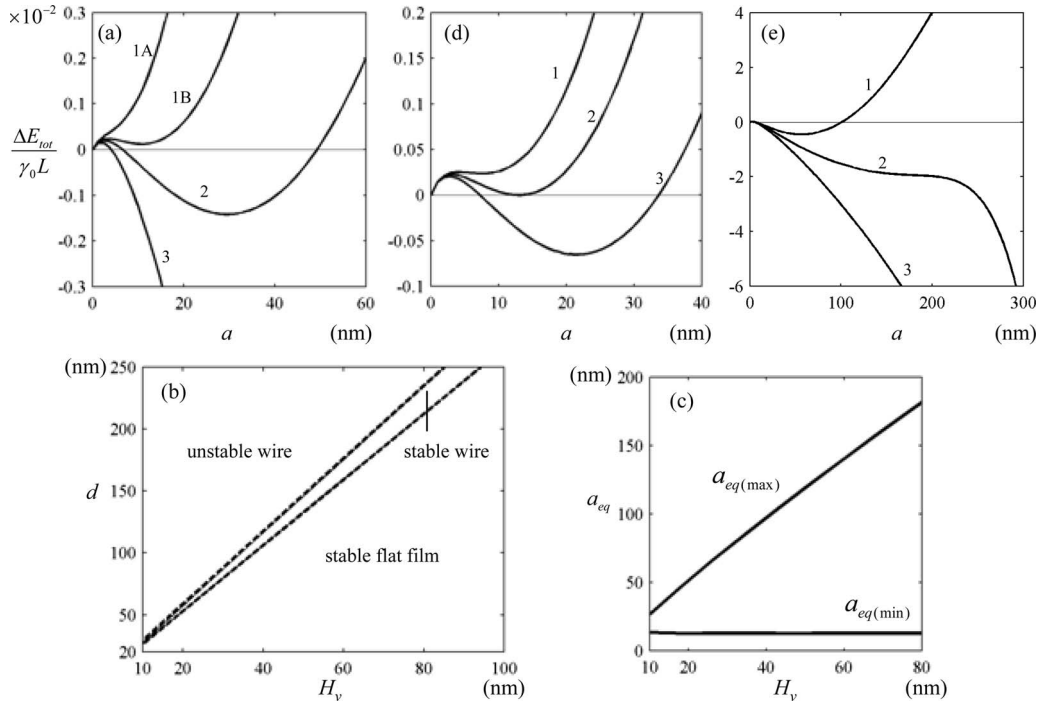 ×10⁻²
0.3
0.2
0.1
0
-0.1
-0.2
-0.3
ΔE_tot
γ₀L
(a)
1A
1B
2
3
0 20 40 60
a (nm)
0.2
0.15
0.1
0.05
0
-0.05
-0.1
(d)
1
2
3
0 10 20 30 40
a (nm)
4
2
0
-2
-4
-6
(e)
1
2
3
0 100 200 300
a (nm)
(nm)
250
200
150
100
50
20
d
(b)
unstable wire
stable wire
stable flat film
10 20 40 60 80 100
H_v (nm)
(nm)
200
150
100
50
0
a_eq
(c)
a_eq(max)
a_eq(min)
10 20 30 40 50 60 70 80
H_v (nm)